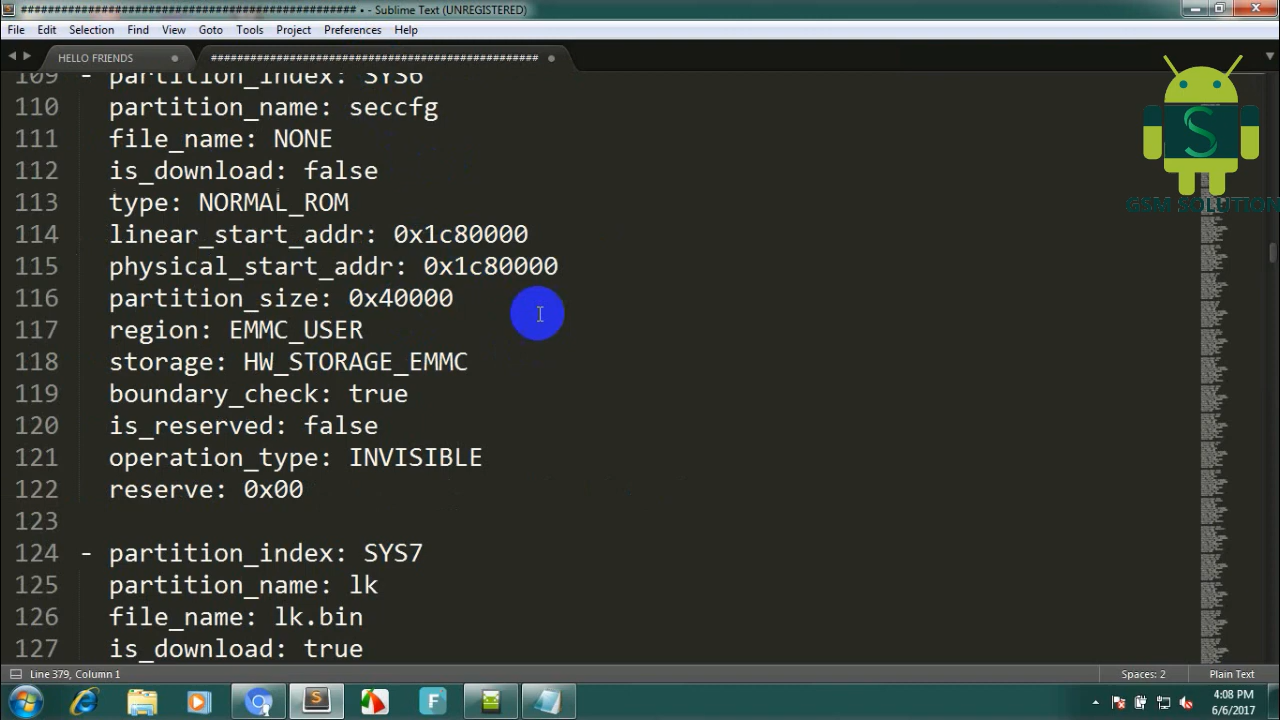 ############################################### • - Sublime Text (UNREGISTERED)
File Edit Selection Find View Goto Tools Project Preferences Help
HELLO FRIENDS
###############################################
109 - partition_index: SYS6
110 partition_name: seccfg
111 file_name: NONE
112 is_download: false
113 type: NORMAL_ROM
114 linear_start_addr: 0x1c80000
115 physical_start_addr: 0x1c80000
116 partition_size: 0x40000
117 region: EMMC_USER
118 storage: HW_STORAGE_EMMC
119 boundary_check: true
120 is_reserved: false
121 operation_type: INVISIBLE
122 reserve: 0x00
123
124 - partition_index: SYS7
125 partition_name: lk
126 file_name: lk.bin
127 is_download: true
S
GSM SOLUTION
Line 379, Column 1
Spaces: 2
Plain Text
S
F
4:08 PM
6/6/2017